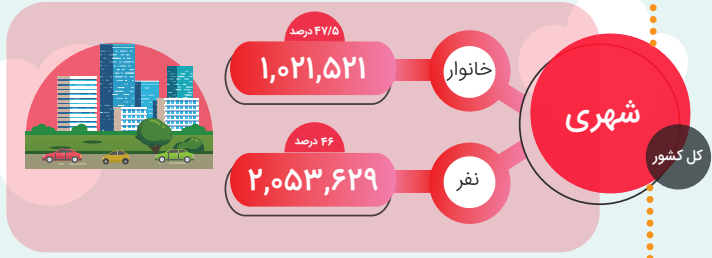 شهری
کل کشور
خانوار
۴۷/۵ درصد
۱,۰۲۱,۵۲۱
نفر
۴۶ درصد
۲,۰۵۳,۶۲۹